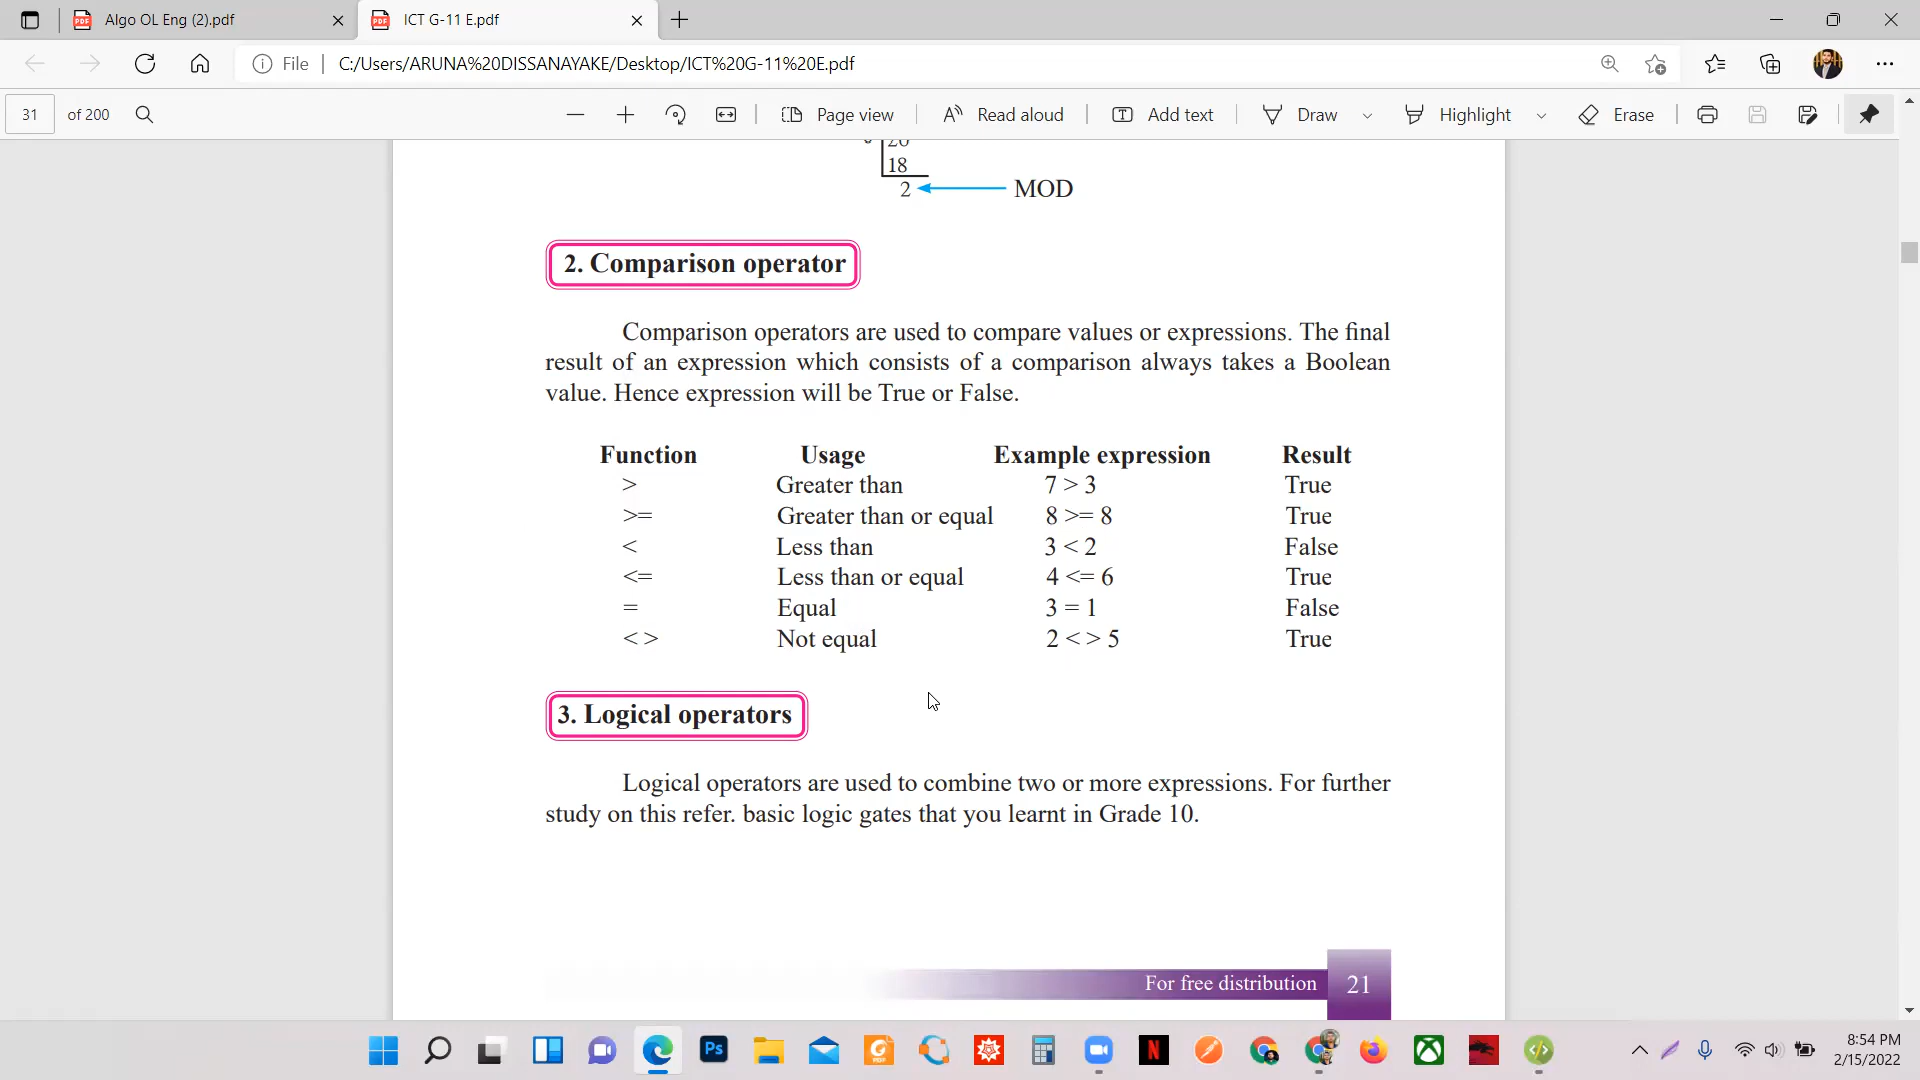 Algo OL Eng (2).pdf
ICT G-11 E.pdf
File C:/Users/ARUNA%20DISSANAYAKE/Desktop/ICT%20G-11%20E.pdf
31 of 200 Page view Read aloud Add text Draw Highlight Erase
18
2 MOD
2. Comparison operator
Comparison operators are used to compare values or expressions. The final
result of an expression which consists of a comparison always takes a Boolean
value. Hence expression will be True or False.
Function Usage Example expression Result
> Greater than 7 > 3 True
>= Greater than or equal 8 >= 8 True
< Less than 3 < 2 False
<= Less than or equal 4 <= 6 True
= Equal 3 = 1 False
< > Not equal 2 < > 5 True
3. Logical operators
Logical operators are used to combine two or more expressions. For further
study on this refer. basic logic gates that you learnt in Grade 10.
For free distribution 21
8:54 PM
2/15/2022